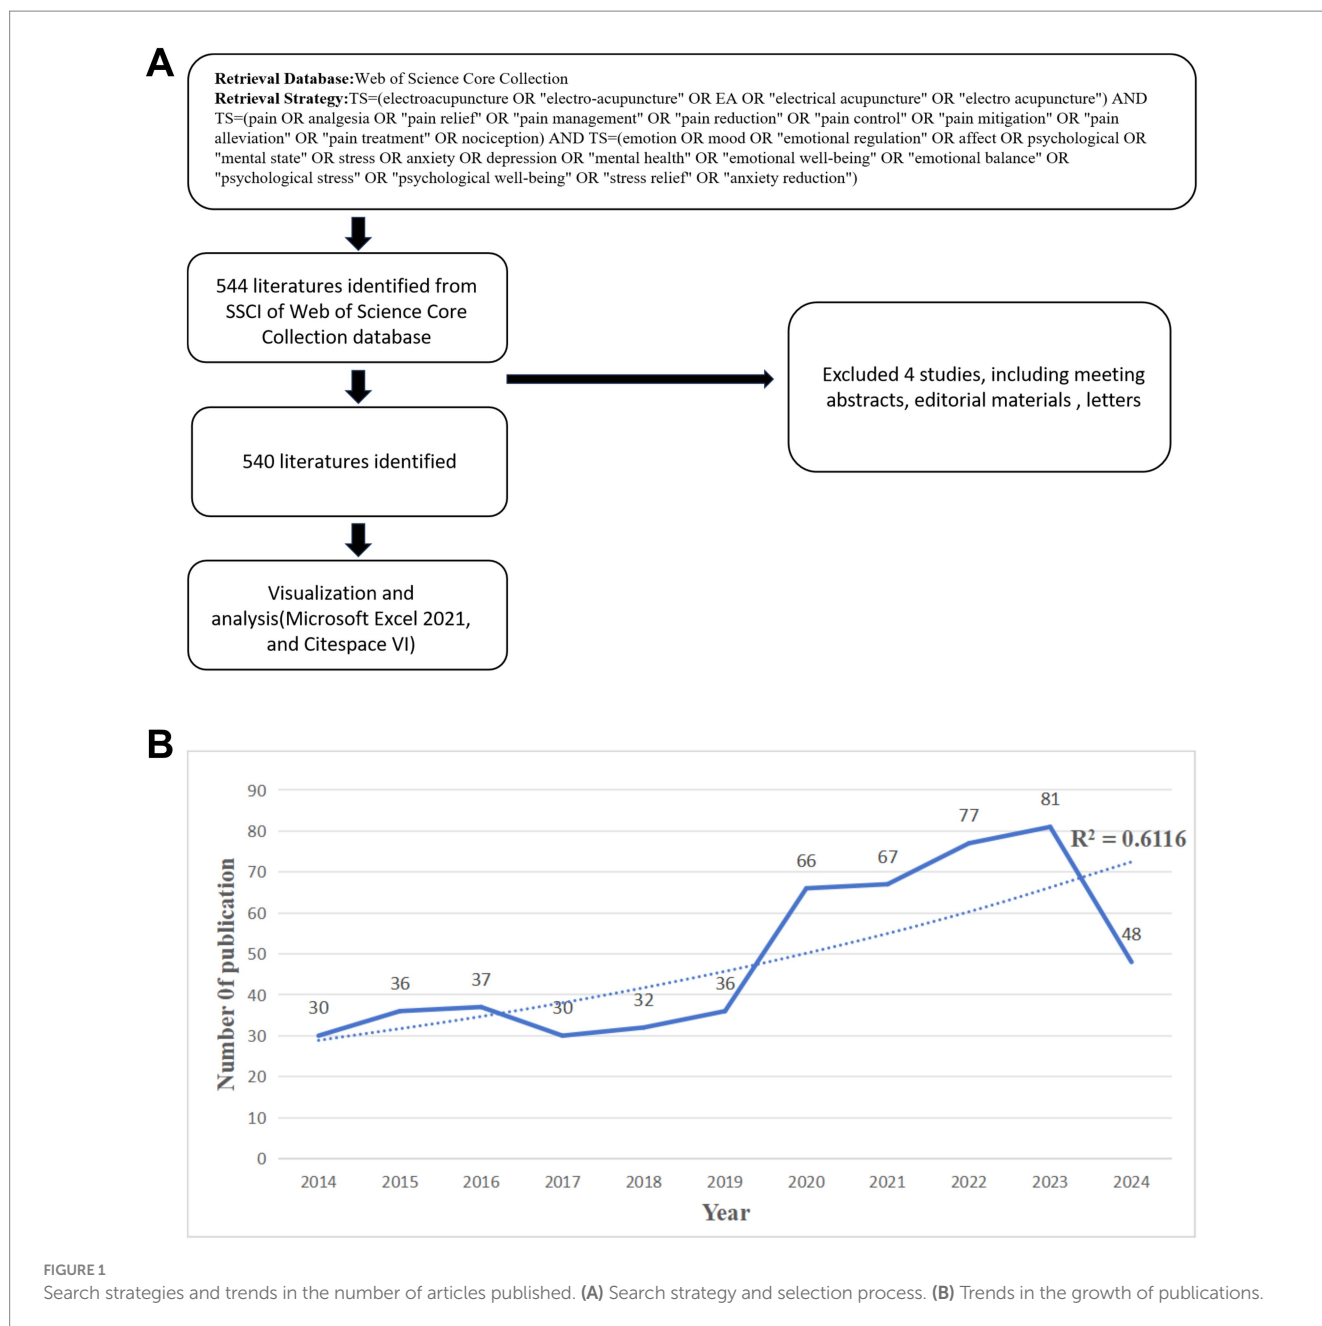 A
Retrieval Database:Web of Science Core Collection
Retrieval Strategy:TS=(electroacupuncture OR "electro-acupuncture" OR EA OR "electrical acupuncture" OR "electro acupuncture") AND
TS=(pain OR analgesia OR "pain relief" OR "pain management" OR "pain reduction" OR "pain control" OR "pain mitigation" OR "pain
alleviation" OR "pain treatment" OR nociception) AND TS=(emotion OR mood OR "emotional regulation" OR affect OR psychological OR
"mental state" OR stress OR anxiety OR depression OR "mental health" OR "emotional well-being" OR "emotional balance" OR
"psychological stress" OR "psychological well-being" OR "stress relief" OR "anxiety reduction")
544 literatures identified from
SSCI of Web of Science Core
Collection database
Excluded 4 studies, including meeting
abstracts, editorial materials , letters
540 literatures identified
Visualization and
analysis(Microsoft Excel 2021,
and Citespace VI)
B
Number 0f publication
90
80
70
60
50
40
30
20
10
0
30
36
37
30
32
36
66
67
77
81
48
R² = 0.6116
2014
2015
2016
2017
2018
2019
2020
2021
2022
2023
2024
Year
FIGURE 1
Search strategies and trends in the number of articles published. (A) Search strategy and selection process. (B) Trends in the growth of publications.